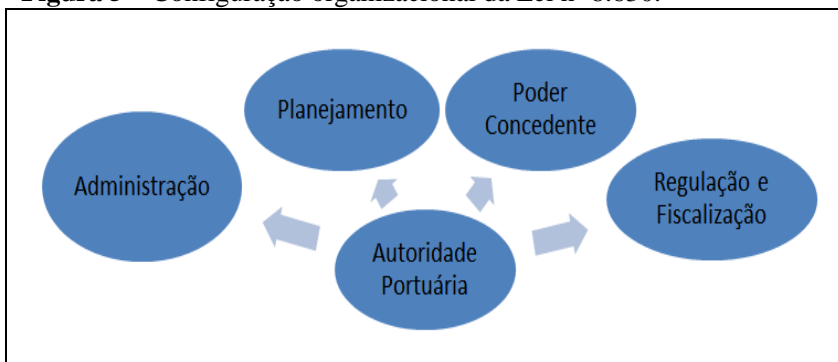 Planejamento
Poder
Concedente
Administração
Regulação e
Fiscalização
Autoridade
Portuária